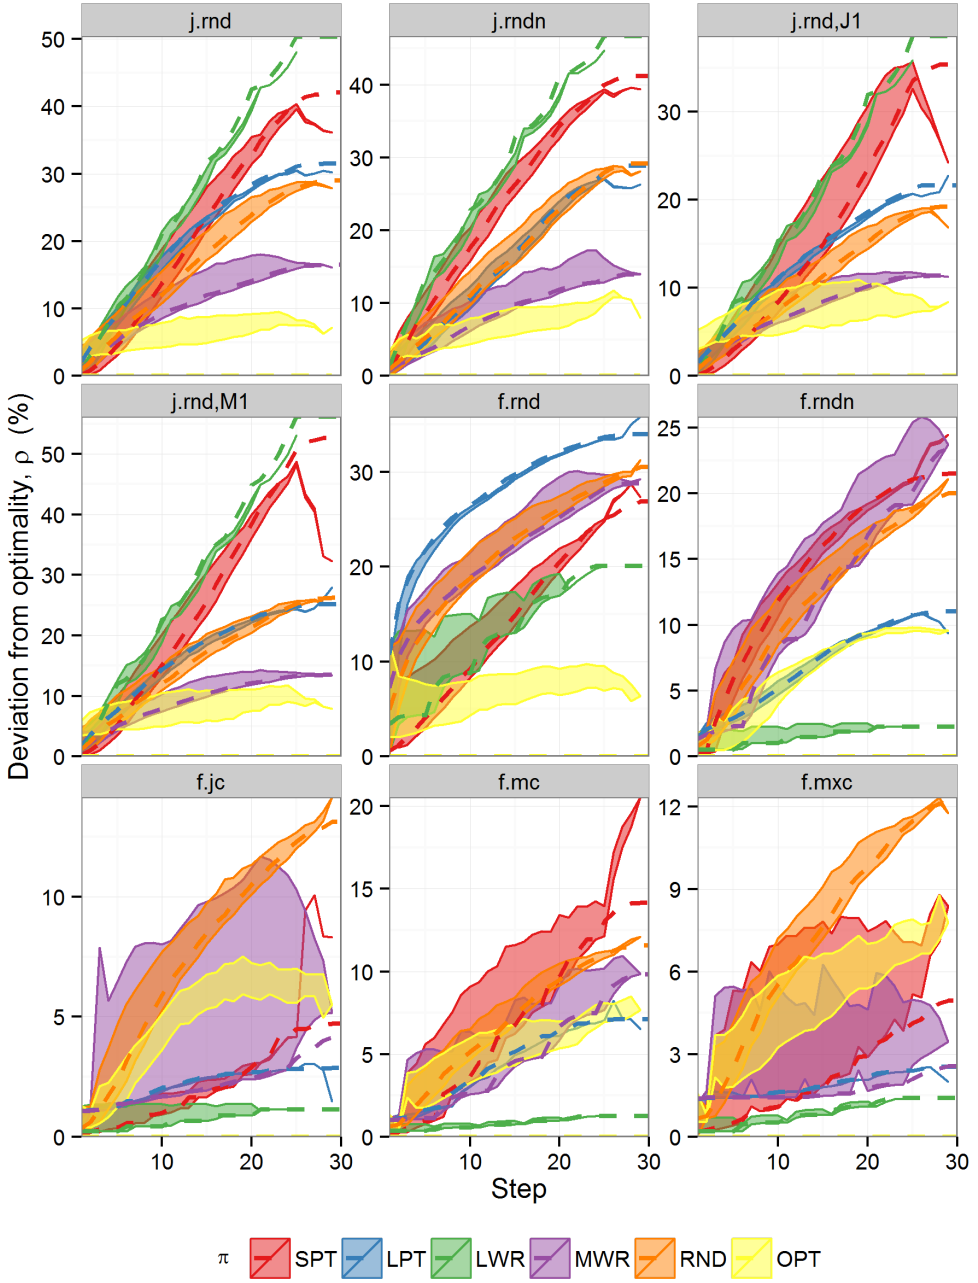 j.rnd
j.rndn
j.rnd,J1
50
40
30
20
10
0
40
30
20
10
0
30
20
10
0
j.rnd,M1
f.rnd
f.rndn
50
40
30
20
10
0
30
20
10
0
25
20
15
10
5
0
f.jc
f.mc
f.mxc
10
5
0
20
15
10
5
0
12
9
6
3
0
10 20 30
10 20 30
10 20 30
Deviation from optimality, ρ (%)
Step
π SPT LPT LWR MWR RND OPT